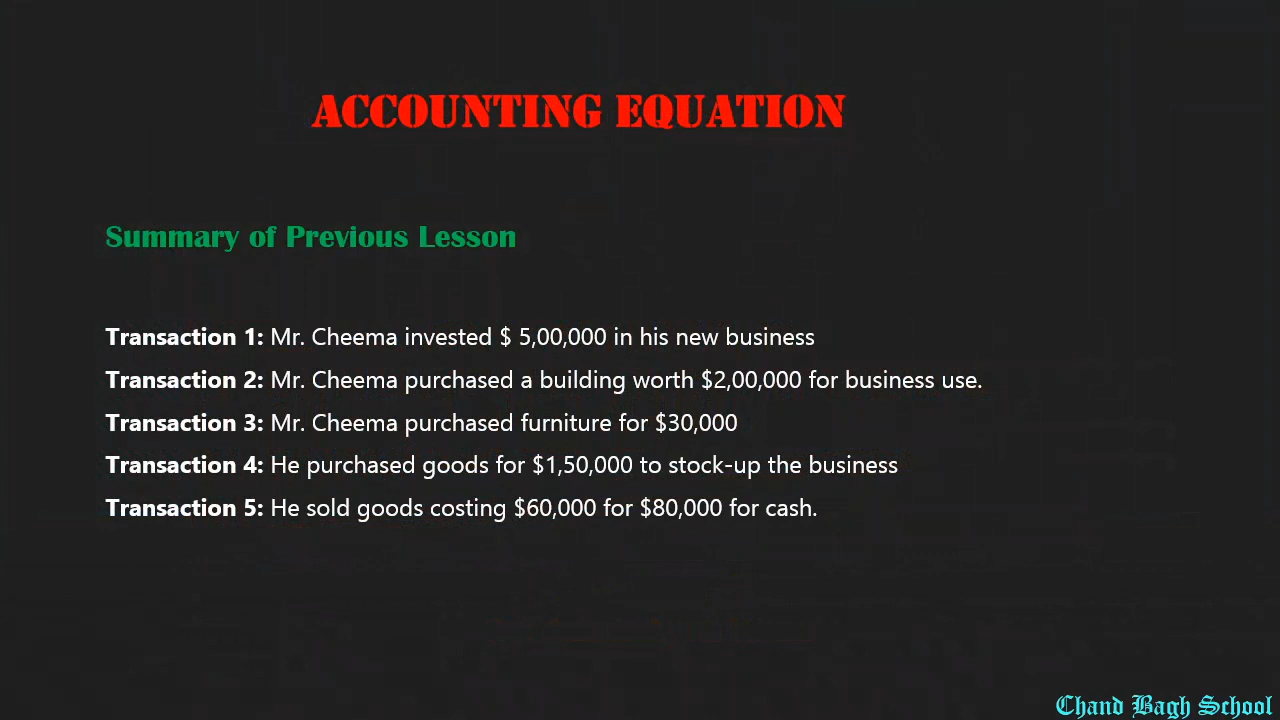 ACCOUNTING EQUATION
Summary of Previous Lesson
Transaction 1: Mr. Cheema invested $ 5,00,000 in his new business
Transaction 2: Mr. Cheema purchased a building worth $2,00,000 for business use.
Transaction 3: Mr. Cheema purchased furniture for $30,000
Transaction 4: He purchased goods for $1,50,000 to stock-up the business
Transaction 5: He sold goods costing $60,000 for $80,000 for cash.
Chand Bagh School